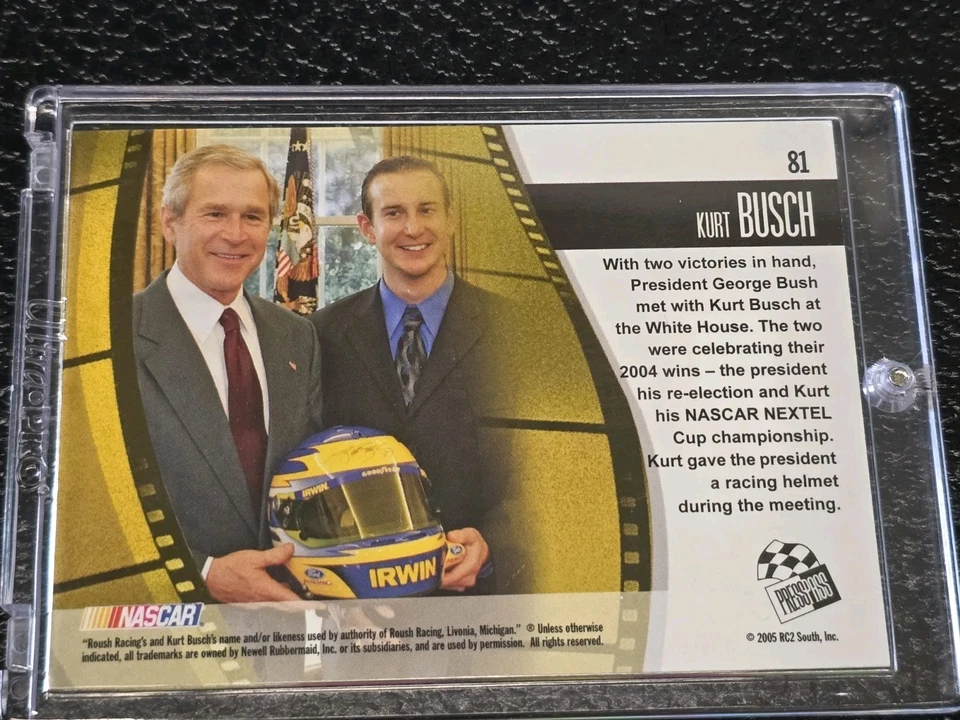 81
KURT BUSCH
With two victories in hand,
President George Bush
met with Kurt Busch at
the White House. The two
were celebrating their
2004 wins – the president
his re-election and Kurt
his NASCAR NEXTEL
Cup championship.
Kurt gave the president
a racing helmet
during the meeting.
GOODYEAR
IRWIN
Ford
IRWIN
PRESS PASS
NASCAR
"Roush Racing's and Kurt Busch's name and/or likeness used by authority of Roush Racing, Livonia, Michigan." ® Unless otherwise
indicated, all trademarks are owned by Newell Rubbermaid, Inc. or its subsidiaries, and are used by permission. All rights reserved.
© 2005 RC2 South, Inc.
Ultra PRO®